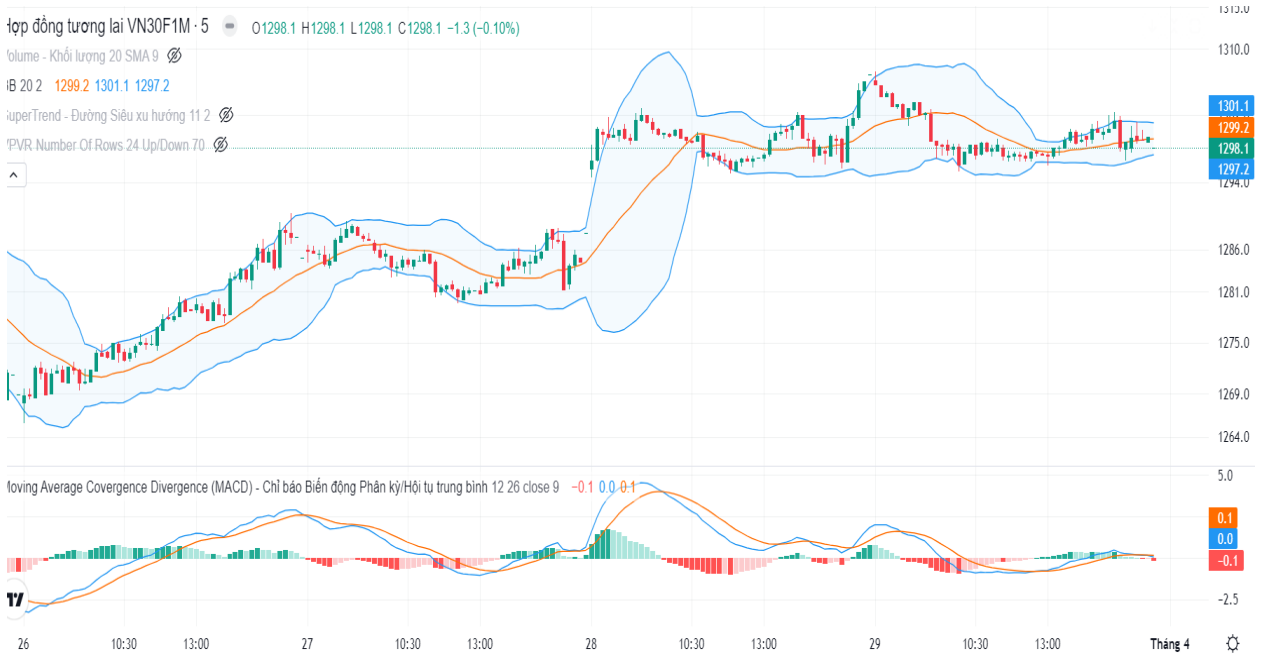 Hợp đồng tương lai VN30F1M · 5 O1298.1 H1298.1 L1298.1 C1298.1 −1.3 (−0.10%)
Volume - Khối lượng 20 SMA 9
BB 20 2 1299.2 1301.1 1297.2
SuperTrend - Đường Siêu xu hướng 11 2
VPVR Number Of Rows 24 Up/Down 70
1315.0
1310.0
1301.1
1299.2
1298.1
1297.2
1294.0
1286.0
1281.0
1275.0
1269.0
1264.0
Moving Average Covergence Divergence (MACD) - Chỉ báo Biến động Phân kỳ/Hội tụ trung bình 12 26 close 9 −0.1 0.0 0.1
5.0
0.1
0.0
−0.1
−2.5
26 10:30 13:00 27 10:30 13:00 28 10:30 13:00 29 10:30 13:00 Tháng 4